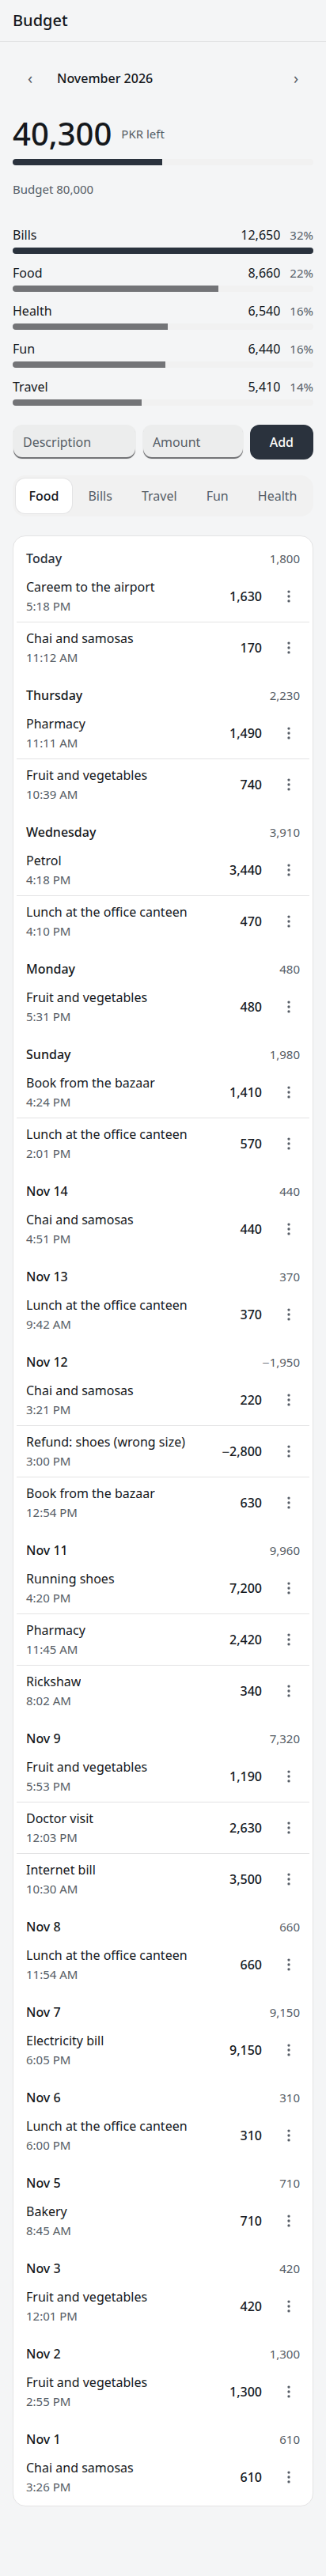 Budget
‹ November 2026 ›
40,300 PKR left
Budget 80,000
Bills 12,650 32%
Food 8,660 22%
Health 6,540 16%
Fun 6,440 16%
Travel 5,410 14%
Description Amount Add
Food Bills Travel Fun Health
Today 1,800
Careem to the airport 1,630
5:18 PM
Chai and samosas 170
11:12 AM
Thursday 2,230
Pharmacy 1,490
11:11 AM
Fruit and vegetables 740
10:39 AM
Wednesday 3,910
Petrol 3,440
4:18 PM
Lunch at the office canteen 470
4:10 PM
Monday 480
Fruit and vegetables 480
5:31 PM
Sunday 1,980
Book from the bazaar 1,410
4:24 PM
Lunch at the office canteen 570
2:01 PM
Nov 14 440
Chai and samosas 440
4:51 PM
Nov 13 370
Lunch at the office canteen 370
9:42 AM
Nov 12 −1,950
Chai and samosas 220
3:21 PM
Refund: shoes (wrong size) −2,800
3:00 PM
Book from the bazaar 630
12:54 PM
Nov 11 9,960
Running shoes 7,200
4:20 PM
Pharmacy 2,420
11:45 AM
Rickshaw 340
8:02 AM
Nov 9 7,320
Fruit and vegetables 1,190
5:53 PM
Doctor visit 2,630
12:03 PM
Internet bill 3,500
10:30 AM
Nov 8 660
Lunch at the office canteen 660
11:54 AM
Nov 7 9,150
Electricity bill 9,150
6:05 PM
Nov 6 310
Lunch at the office canteen 310
6:00 PM
Nov 5 710
Bakery 710
8:45 AM
Nov 3 420
Fruit and vegetables 420
12:01 PM
Nov 2 1,300
Fruit and vegetables 1,300
2:55 PM
Nov 1 610
Chai and samosas 610
3:26 PM